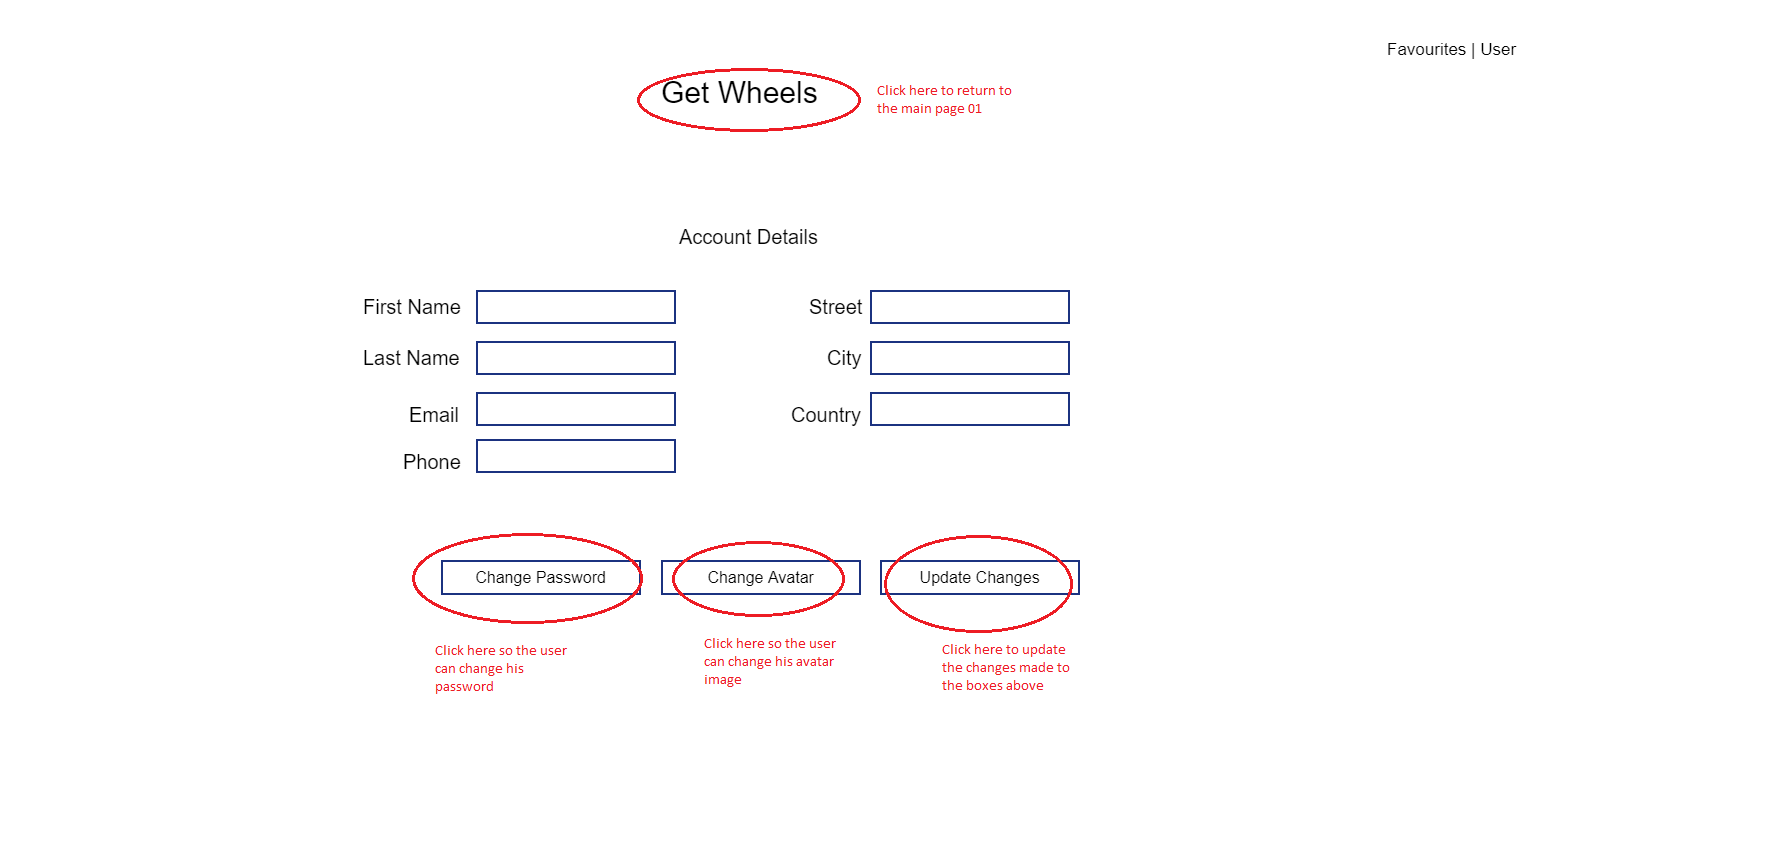 Favourites | User
Get Wheels
Click here to return to
the main page 01
Account Details
First Name
Street
Last Name
City
Email
Country
Phone
Change Password
Change Avatar
Update Changes
Click here so the user
can change his
password
Click here so the user
can change his avatar
image
Click here to update
the changes made to
the boxes above